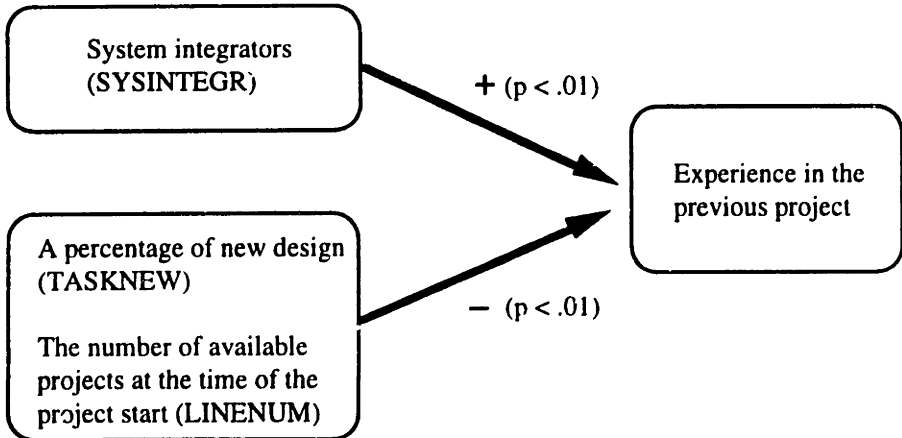 System integrators
(SYSINTEGR)
+ (p < .01)
Experience in the
previous project
A percentage of new design
(TASKNEW)
The number of available
projects at the time of the
project start (LINENUM)
− (p < .01)